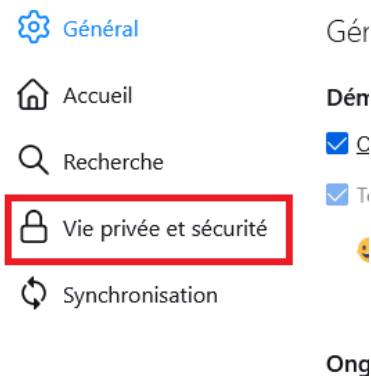 Général
Accueil
Recherche
Vie privée et sécurité
Synchronisation